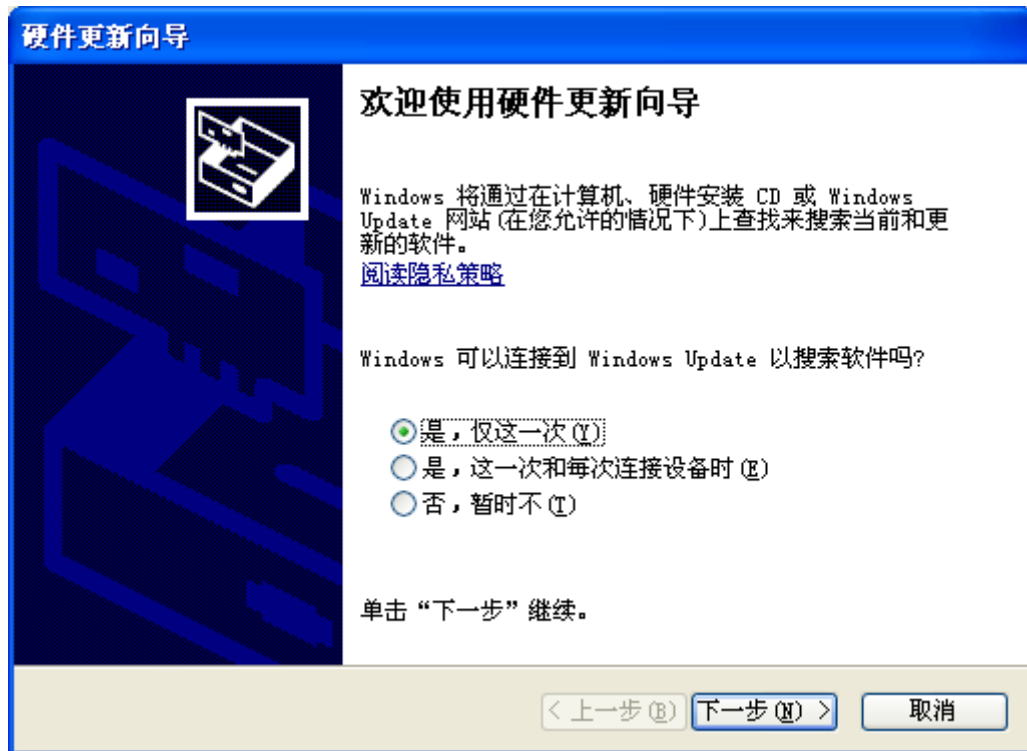 硬件更新向导
欢迎使用硬件更新向导
Windows 将通过在计算机、硬件安装 CD 或 Windows
Update 网站(在您允许的情况下)上查找来搜索当前和更
新的软件。
阅读隐私策略
Windows 可以连接到 Windows Update 以搜索软件吗?
是，仅这一次(Y)
是，这一次和每次连接设备时(E)
否，暂时不(T)
单击“下一步”继续。
< 上一步(B) 下一步(N) > 取消